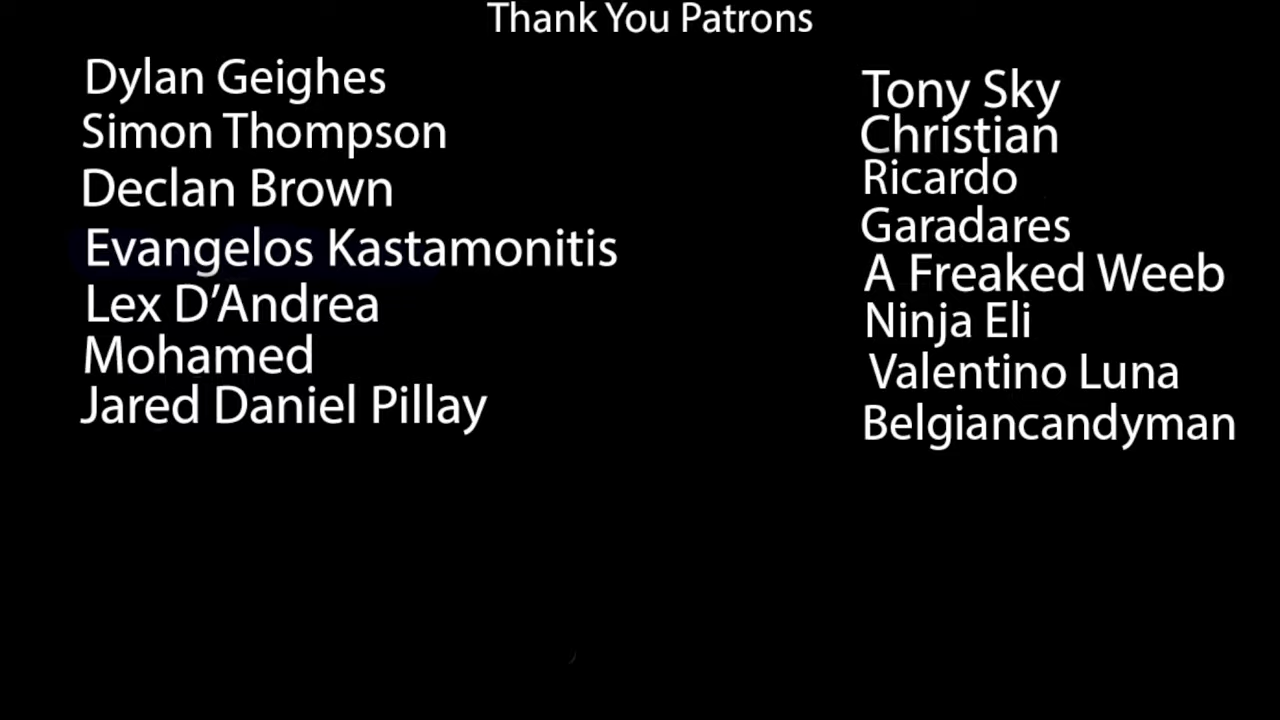 Thank You Patrons
Dylan Geighes
Simon Thompson
Declan Brown
Evangelos Kastamonitis
Lex D’Andrea
Mohamed
Jared Daniel Pillay
Tony Sky
Christian
Ricardo
Garadares
A Freaked Weeb
Ninja Eli
Valentino Luna
Belgiancandyman